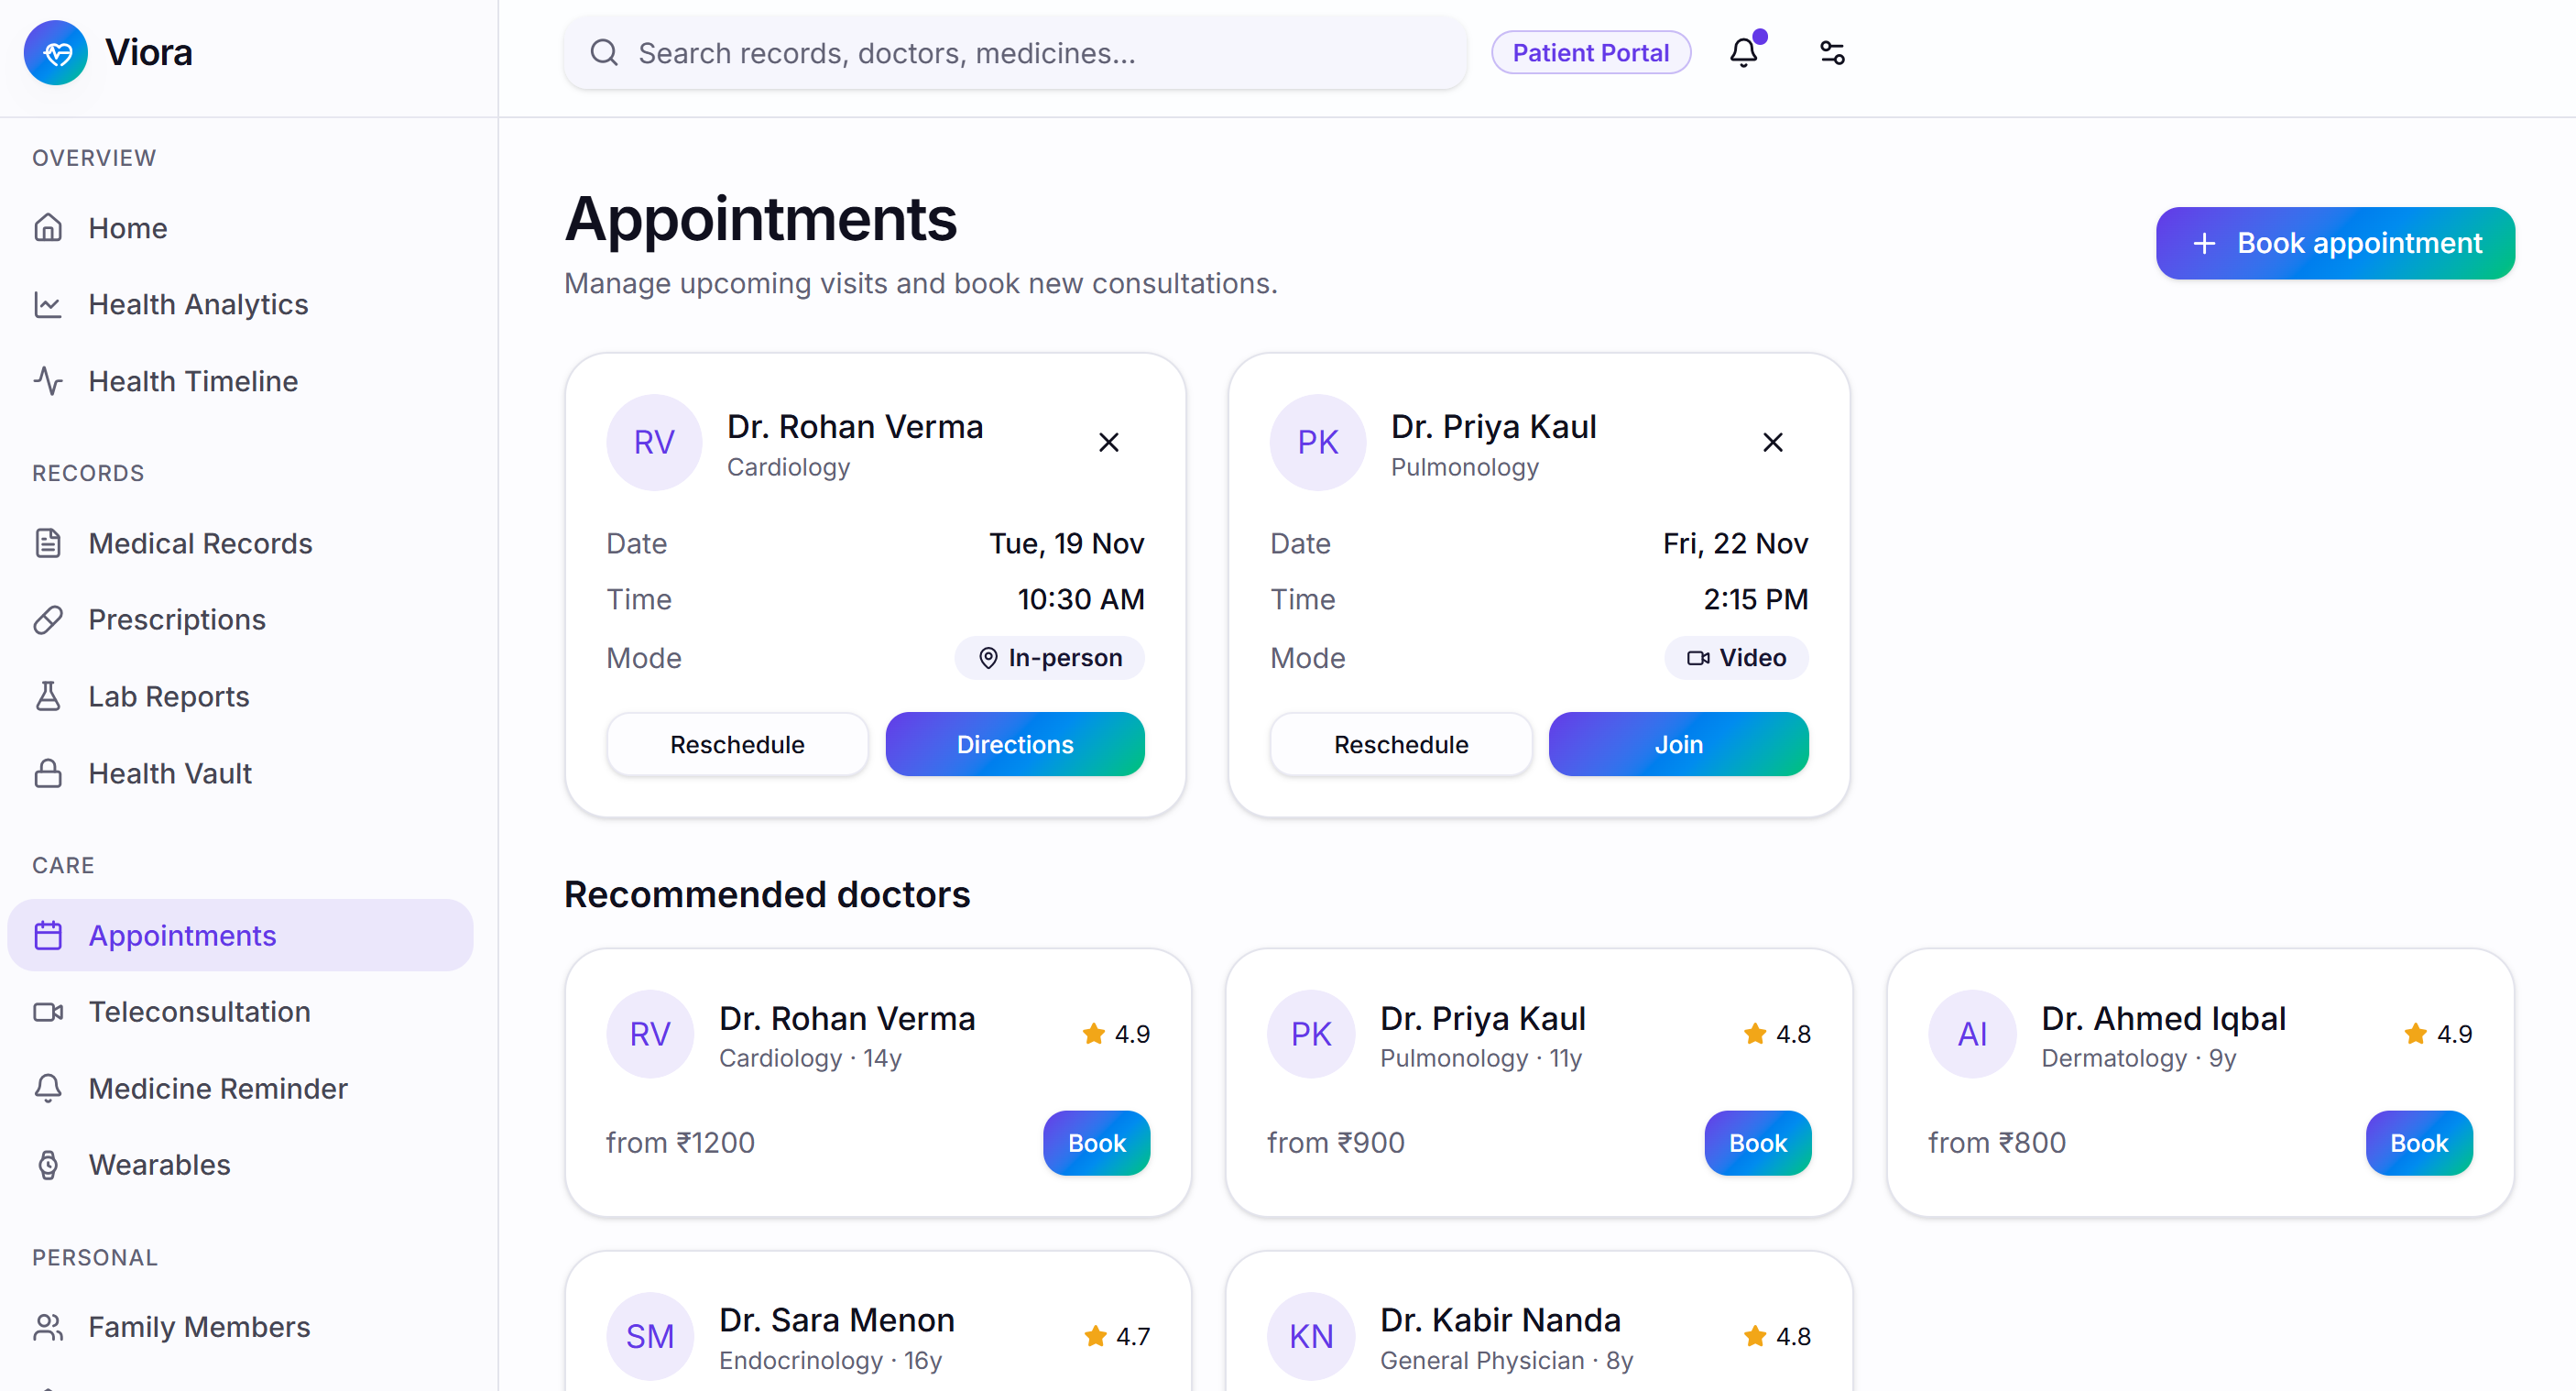 Viora
Search records, doctors, medicines...
Patient Portal
OVERVIEW
Home
Health Analytics
Health Timeline
RECORDS
Medical Records
Prescriptions
Lab Reports
Health Vault
CARE
Appointments
Teleconsultation
Medicine Reminder
Wearables
PERSONAL
Family Members
Appointments
Manage upcoming visits and book new consultations.
Book appointment
RV
Dr. Rohan Verma
Cardiology
Date Tue, 19 Nov
Time 10:30 AM
Mode In-person
Reschedule Directions
PK
Dr. Priya Kaul
Pulmonology
Date Fri, 22 Nov
Time 2:15 PM
Mode Video
Reschedule Join
Recommended doctors
RV
Dr. Rohan Verma
Cardiology · 14y
4.9
from ₹1200
Book
PK
Dr. Priya Kaul
Pulmonology · 11y
4.8
from ₹900
Book
AI
Dr. Ahmed Iqbal
Dermatology · 9y
4.9
from ₹800
Book
SM
Dr. Sara Menon
Endocrinology · 16y
4.7
KN
Dr. Kabir Nanda
General Physician · 8y
4.8